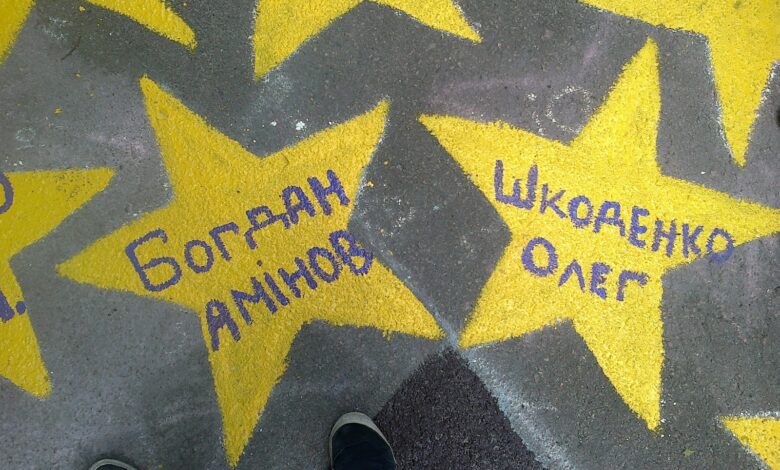 Богдан
Амінов
Шкоденко
Олег